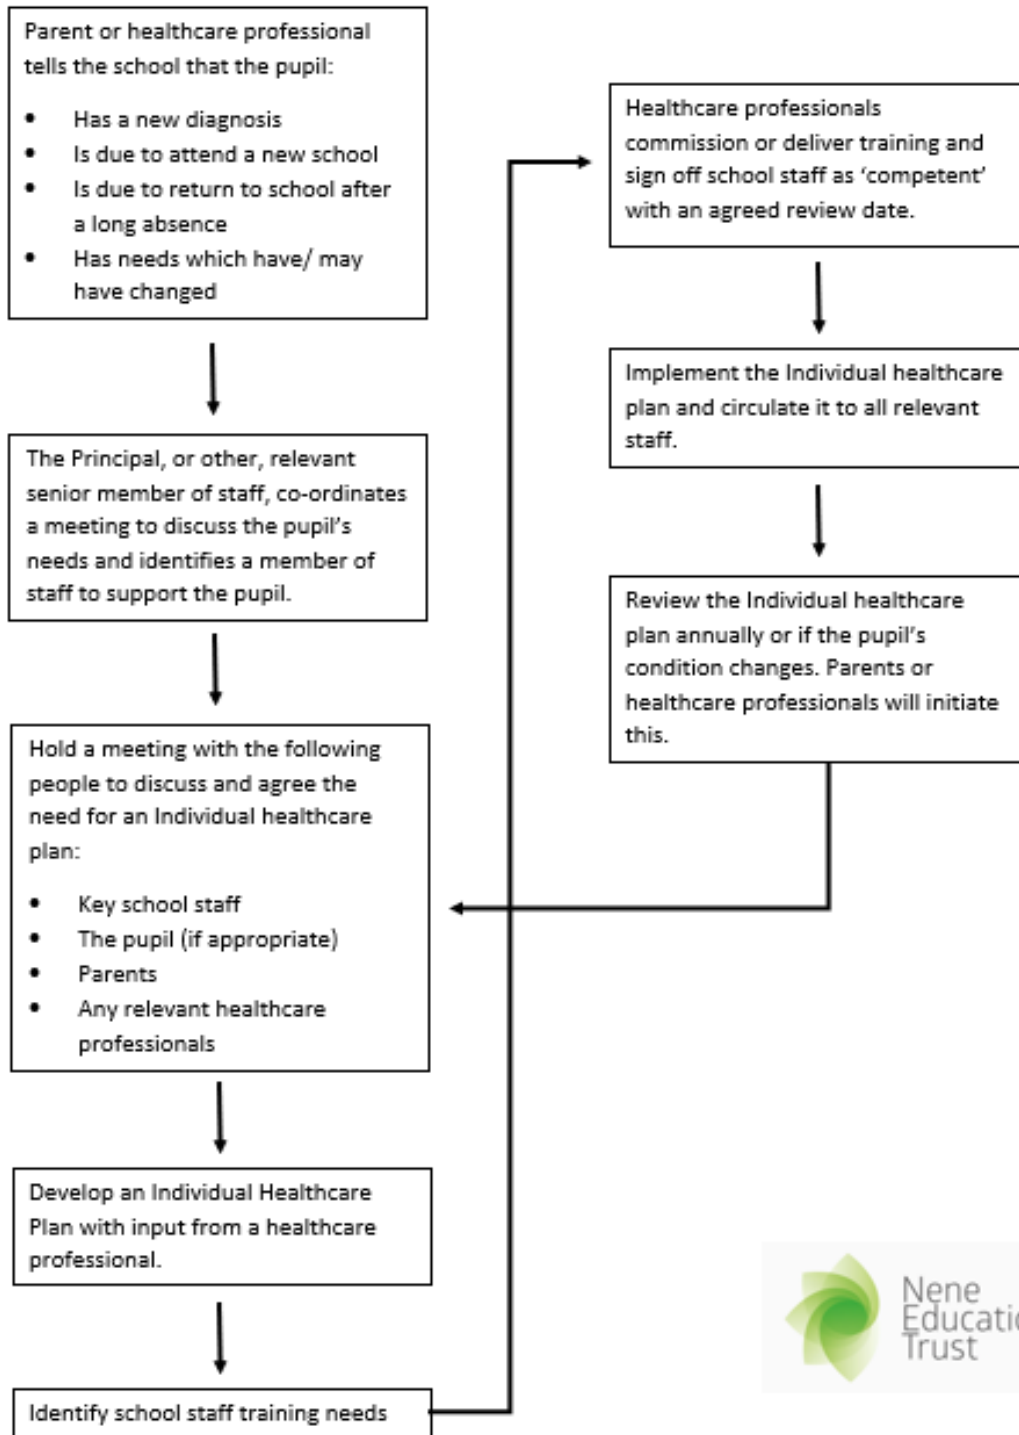 Parent or healthcare professional
tells the school that the pupil:
• Has a new diagnosis
• Is due to attend a new school
• Is due to return to school after
a long absence
• Has needs which have/ may
have changed
The Principal, or other, relevant
senior member of staff, co-ordinates
a meeting to discuss the pupil's
needs and identifies a member of
staff to support the pupil.
Hold a meeting with the following
people to discuss and agree the
need for an Individual healthcare
plan:
• Key school staff
• The pupil (if appropriate)
• Parents
• Any relevant healthcare
professionals
Develop an Individual Healthcare
Plan with input from a healthcare
professional.
Identify school staff training needs
Healthcare professionals
commission or deliver training and
sign off school staff as ‘competent’
with an agreed review date.
Implement the Individual healthcare
plan and circulate it to all relevant
staff.
Review the Individual healthcare
plan annually or if the pupil's
condition changes. Parents or
healthcare professionals will initiate
this.
Nene
Educatio
Trust